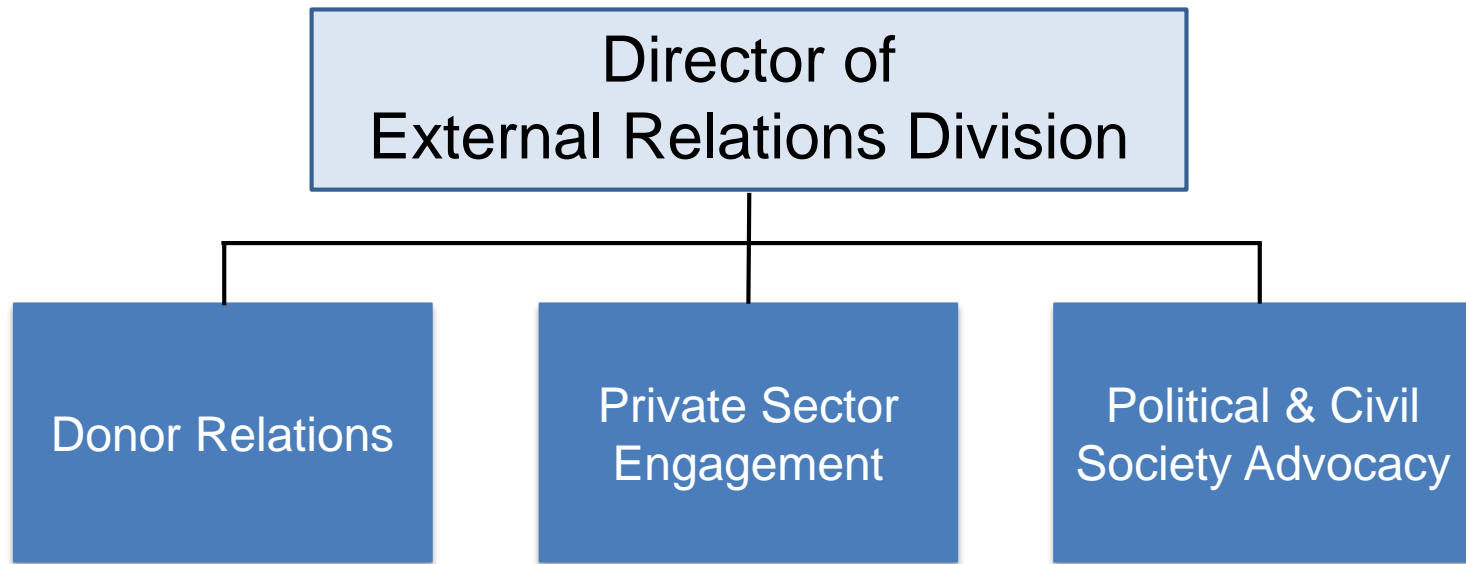 Director of
External Relations Division
Donor Relations
Private Sector
Engagement
Political & Civil
Society Advocacy